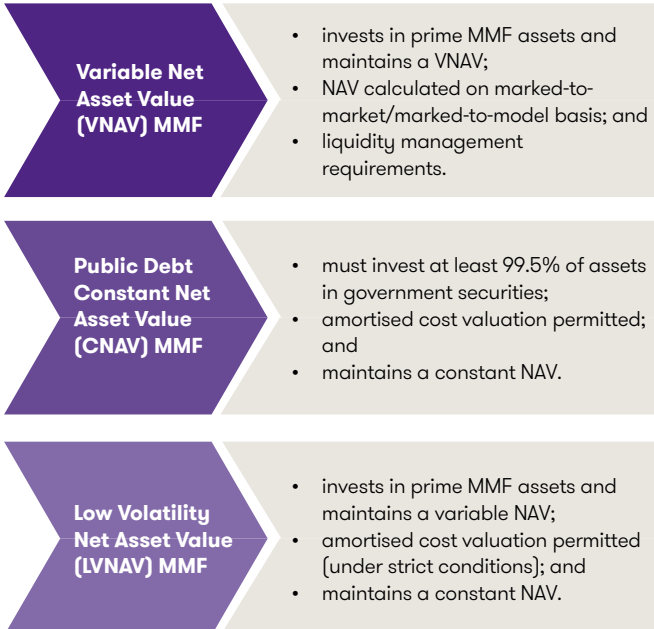 Variable Net
Asset Value
(VNAV) MMF
• invests in prime MMF assets and
maintains a VNAV;
• NAV calculated on marked-to-
market/marked-to-model basis; and
• liquidity management
requirements.
Public Debt
Constant Net
Asset Value
(CNAV) MMF
• must invest at least 99.5% of assets
in government securities;
• amortised cost valuation permitted;
and
• maintains a constant NAV.
Low Volatility
Net Asset Value
(LVNAV) MMF
• invests in prime MMF assets and
maintains a variable NAV;
• amortised cost valuation permitted
(under strict conditions); and
• maintains a constant NAV.